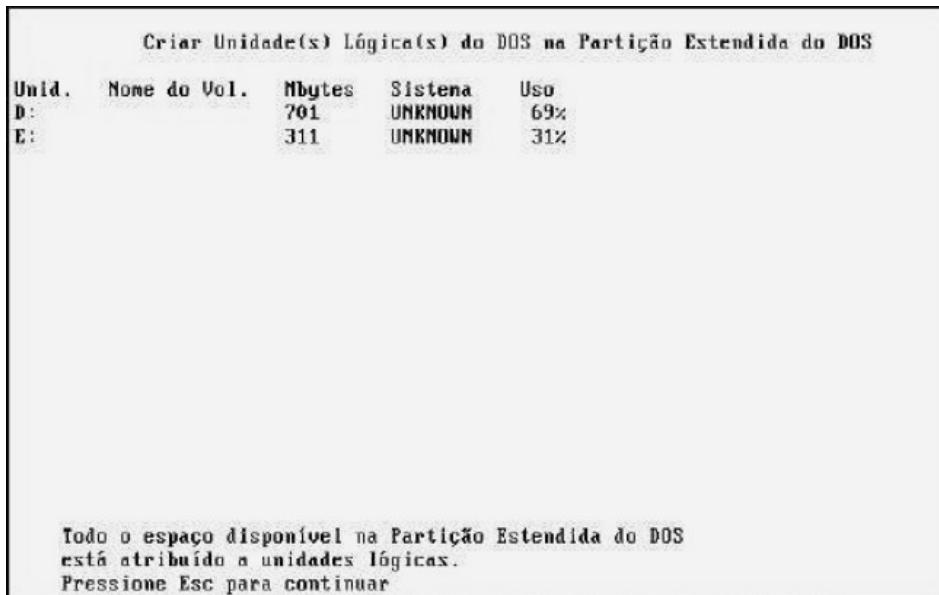 Criar Unidade(s) Lógica(s) do DOS na Partição Estendida do DOS
Unid. Nome do Vol. Mbytes Sistema Uso
D: 701 UNKNOWN 69%
E: 311 UNKNOWN 31%
Todo o espaço disponível na Partição Estendida do DOS
está atribuído a unidades lógicas.
Pressione Esc para continuar